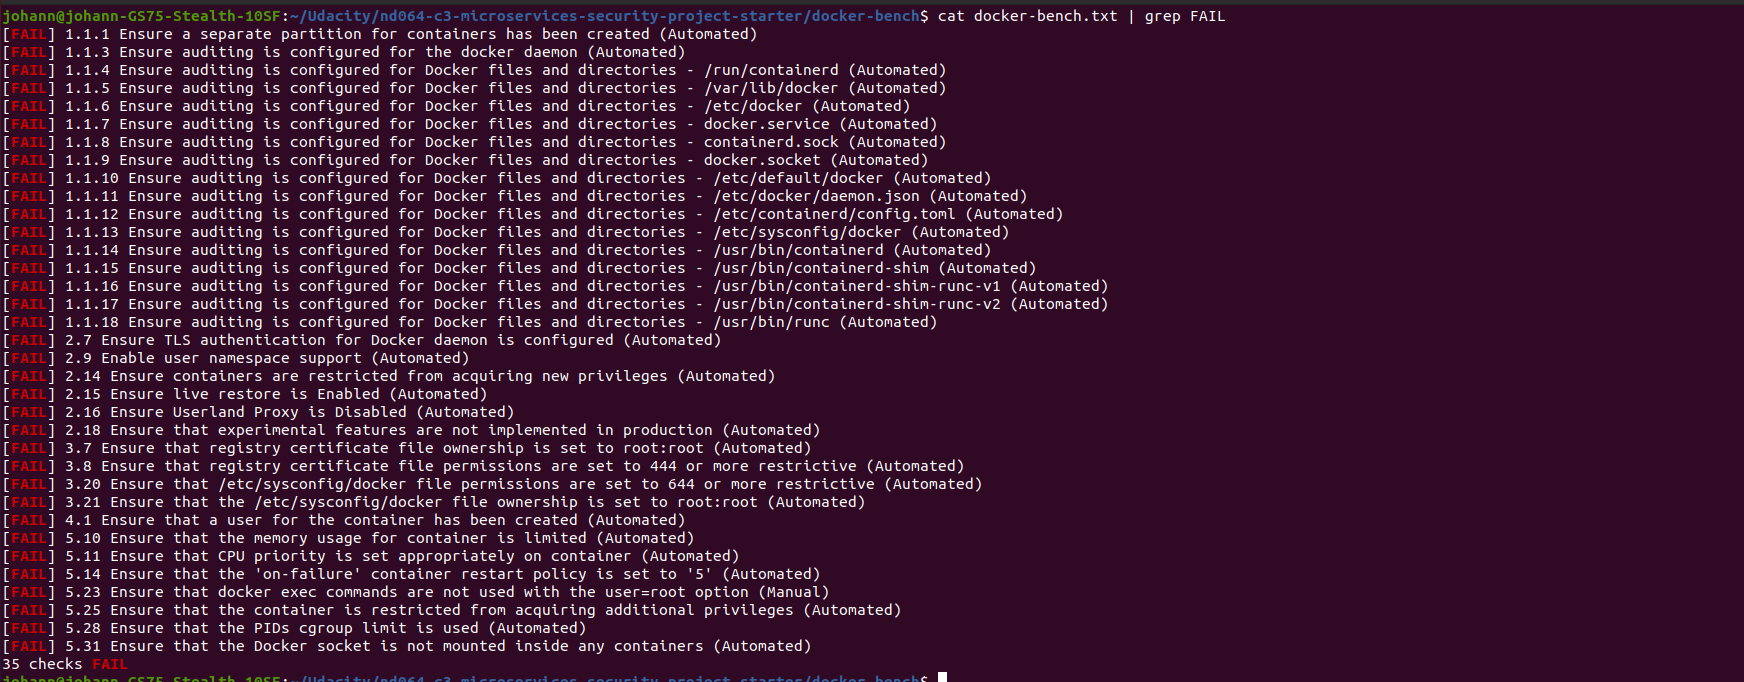 johann@johann-GS75-Stealth-10SF:~/Udacity/nd064-c3-microservices-security-project-starter/docker-bench$ cat docker-bench.txt | grep FAIL
[FAIL] 1.1.1 Ensure a separate partition for containers has been created (Automated)
[FAIL] 1.1.3 Ensure auditing is configured for the docker daemon (Automated)
[FAIL] 1.1.4 Ensure auditing is configured for Docker files and directories - /run/containerd (Automated)
[FAIL] 1.1.5 Ensure auditing is configured for Docker files and directories - /var/lib/docker (Automated)
[FAIL] 1.1.6 Ensure auditing is configured for Docker files and directories - /etc/docker (Automated)
[FAIL] 1.1.7 Ensure auditing is configured for Docker files and directories - docker.service (Automated)
[FAIL] 1.1.8 Ensure auditing is configured for Docker files and directories - containerd.sock (Automated)
[FAIL] 1.1.9 Ensure auditing is configured for Docker files and directories - docker.socket (Automated)
[FAIL] 1.1.10 Ensure auditing is configured for Docker files and directories - /etc/default/docker (Automated)
[FAIL] 1.1.11 Ensure auditing is configured for Docker files and directories - /etc/docker/daemon.json (Automated)
[FAIL] 1.1.12 Ensure auditing is configured for Docker files and directories - /etc/containerd/config.toml (Automated)
[FAIL] 1.1.13 Ensure auditing is configured for Docker files and directories - /etc/sysconfig/docker (Automated)
[FAIL] 1.1.14 Ensure auditing is configured for Docker files and directories - /usr/bin/containerd (Automated)
[FAIL] 1.1.15 Ensure auditing is configured for Docker files and directories - /usr/bin/containerd-shim (Automated)
[FAIL] 1.1.16 Ensure auditing is configured for Docker files and directories - /usr/bin/containerd-shim-runc-v1 (Automated)
[FAIL] 1.1.17 Ensure auditing is configured for Docker files and directories - /usr/bin/containerd-shim-runc-v2 (Automated)
[FAIL] 1.1.18 Ensure auditing is configured for Docker files and directories - /usr/bin/runc (Automated)
[FAIL] 2.7 Ensure TLS authentication for Docker daemon is configured (Automated)
[FAIL] 2.9 Enable user namespace support (Automated)
[FAIL] 2.14 Ensure containers are restricted from acquiring new privileges (Automated)
[FAIL] 2.15 Ensure live restore is Enabled (Automated)
[FAIL] 2.16 Ensure Userland Proxy is Disabled (Automated)
[FAIL] 2.18 Ensure that experimental features are not implemented in production (Automated)
[FAIL] 3.7 Ensure that registry certificate file ownership is set to root:root (Automated)
[FAIL] 3.8 Ensure that registry certificate file permissions are set to 444 or more restrictive (Automated)
[FAIL] 3.20 Ensure that /etc/sysconfig/docker file permissions are set to 644 or more restrictive (Automated)
[FAIL] 3.21 Ensure that the /etc/sysconfig/docker file ownership is set to root:root (Automated)
[FAIL] 4.1 Ensure that a user for the container has been created (Automated)
[FAIL] 5.10 Ensure that the memory usage for container is limited (Automated)
[FAIL] 5.11 Ensure that CPU priority is set appropriately on container (Automated)
[FAIL] 5.14 Ensure that the 'on-failure' container restart policy is set to '5' (Automated)
[FAIL] 5.23 Ensure that docker exec commands are not used with the user=root option (Manual)
[FAIL] 5.25 Ensure that the container is restricted from acquiring additional privileges (Automated)
[FAIL] 5.28 Ensure that the PIDs cgroup limit is used (Automated)
[FAIL] 5.31 Ensure that the Docker socket is not mounted inside any containers (Automated)
35 checks FAIL
johann@johann-GS75-Stealth-10SF:~/Udacity/nd064-c3-microservices-security-project-starter/docker-bench$